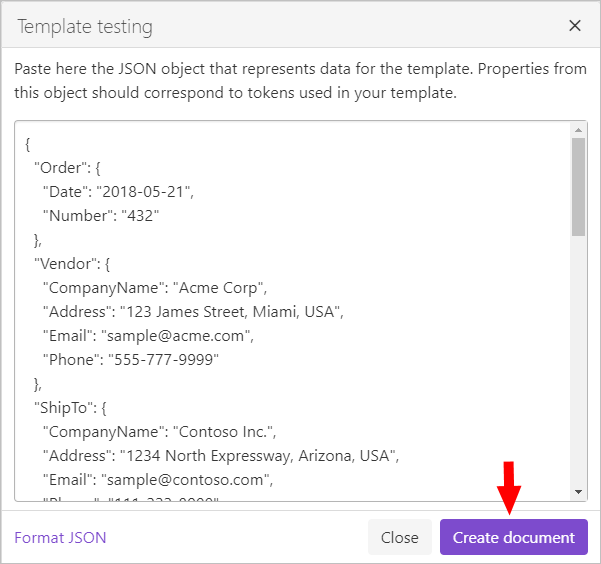 Template testing
Paste here the JSON object that represents data for the template. Properties from
this object should correspond to tokens used in your template.
{
"Order": {
"Date": "2018-05-21",
"Number": "432"
},
"Vendor": {
"CompanyName": "Acme Corp",
"Address": "123 James Street, Miami, USA",
"Email": "sample@acme.com",
"Phone": "555-777-9999"
},
"ShipTo": {
"CompanyName": "Contoso Inc.",
"Address": "1234 North Expressway, Arizona, USA",
"Email": "sample@contoso.com",
Format JSON
Close
Create document